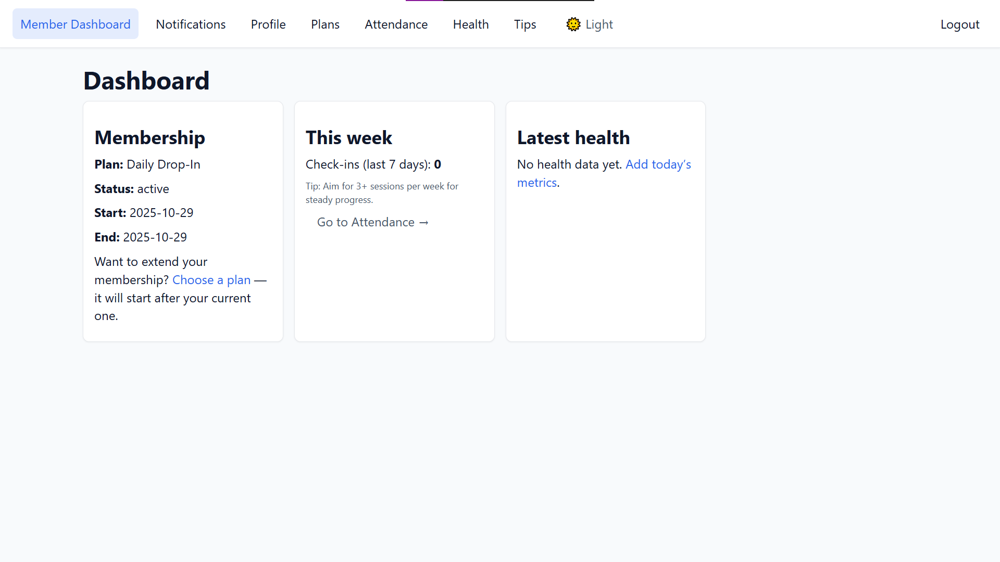 Member Dashboard Notifications Profile Plans Attendance Health Tips 🌞 Light Logout
Dashboard
Membership
Plan: Daily Drop-In
Status: active
Start: 2025-10-29
End: 2025-10-29
Want to extend your
membership? Choose a plan —
it will start after your current
one.
This week
Check-ins (last 7 days): 0
Tip: Aim for 3+ sessions per week for
steady progress.
Go to Attendance →
Latest health
No health data yet. Add today’s
metrics.